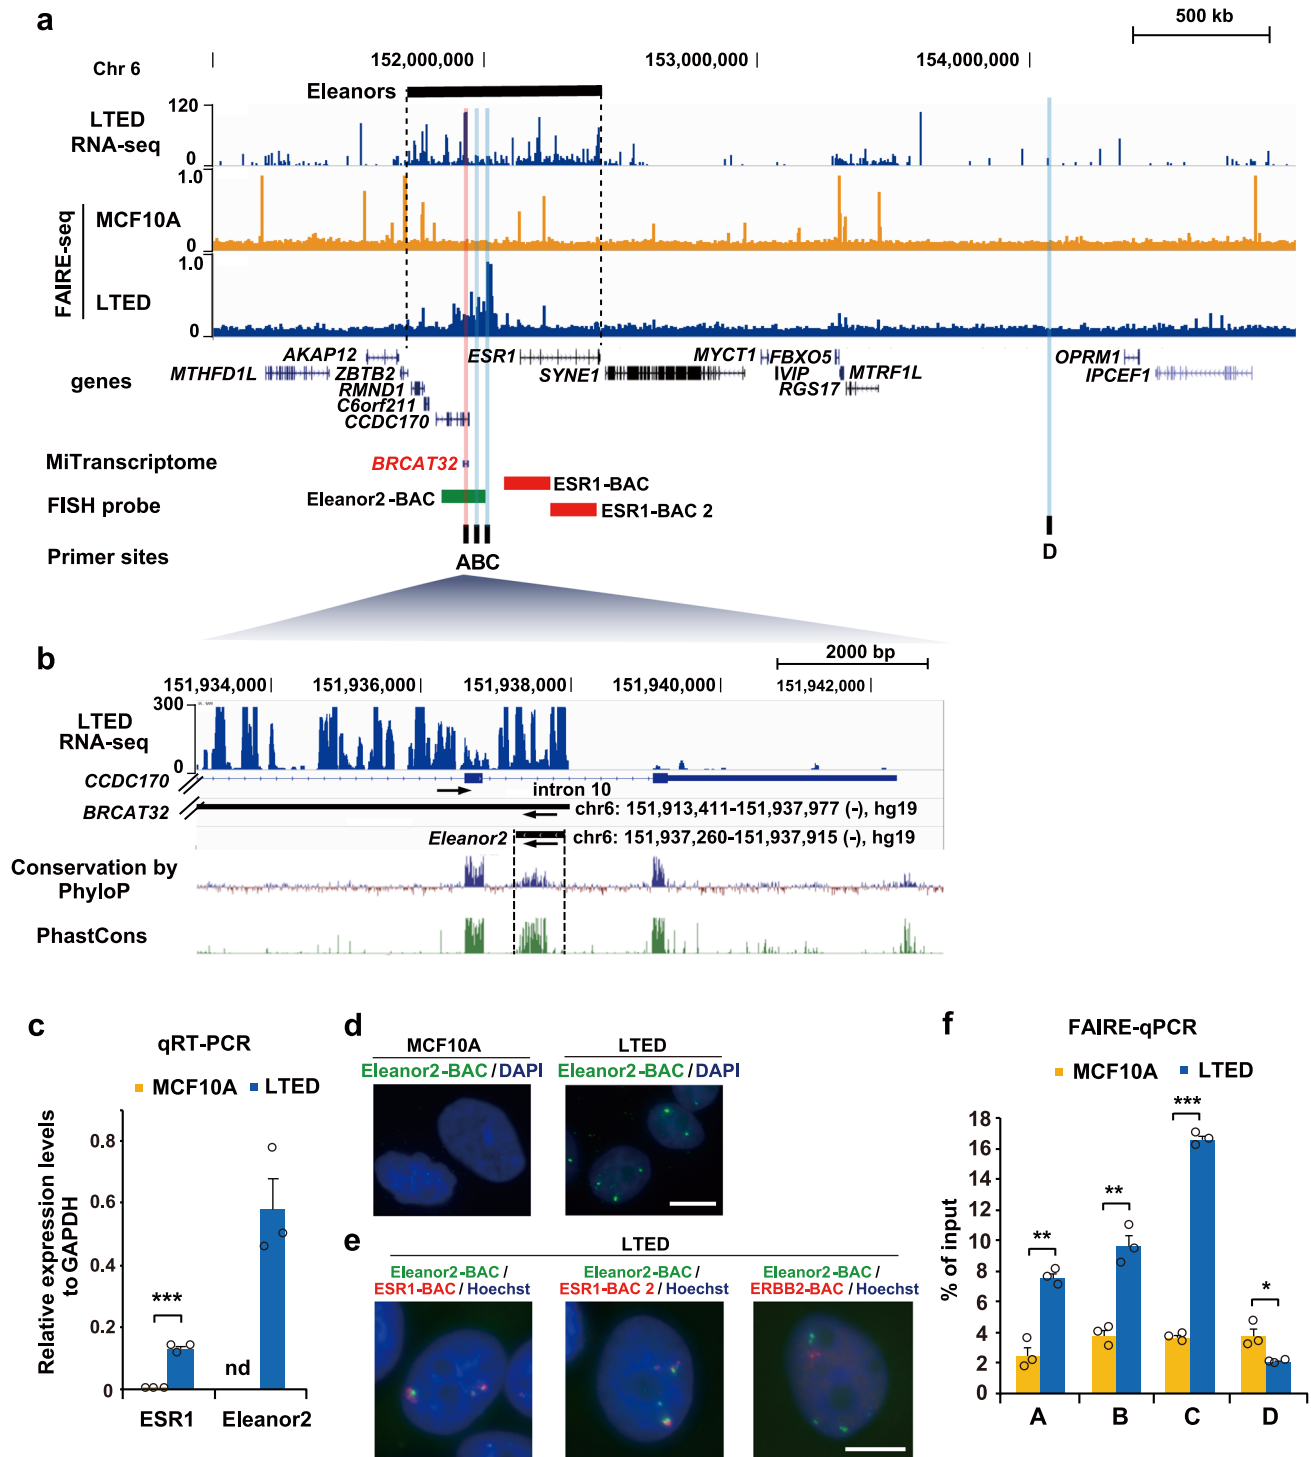 a
500 kb
Chr 6
152,000,000
153,000,000
154,000,000
Eleanors
LTED
RNA-seq
120
0
FAIRE-seq
MCF10A
1.0
0
LTED
1.0
0
genes
AKAP12
ESR1
MYCT1
FBXO5
OPRM1
MTHFD1L
ZBTB2
SYNE1
VIP
MTRF1L
IPCEF1
RMND1
RGS17
C6orf211
CCDC170
MiTranscriptome
BRCAT32
FISH probe
Eleanor2-BAC
ESR1-BAC
ESR1-BAC 2
Primer sites
ABC
D
b
2000 bp
151,934,000
151,936,000
151,938,000
151,940,000
151,942,000
LTED
RNA-seq
300
0
CCDC170
intron 10
BRCAT32
chr6: 151,913,411-151,937,977 (-), hg19
Eleanor2
chr6: 151,937,260-151,937,915 (-), hg19
Conservation by
PhyloP
PhastCons
c
qRT-PCR
MCF10A
LTED
Relative expression levels
to GAPDH
0.8
0.6
0.4
0.2
0
***
nd
ESR1
Eleanor2
d
MCF10A
Eleanor2-BAC/DAPI
LTED
Eleanor2-BAC/DAPI
e
LTED
Eleanor2-BAC/
ESR1-BAC/Hoechst
Eleanor2-BAC/
ESR1-BAC 2/Hoechst
Eleanor2-BAC/
ERBB2-BAC/Hoechst
f
FAIRE-qPCR
MCF10A
LTED
% of input
18
16
14
12
10
8
6
4
2
0
**
**
***
*
A
B
C
D